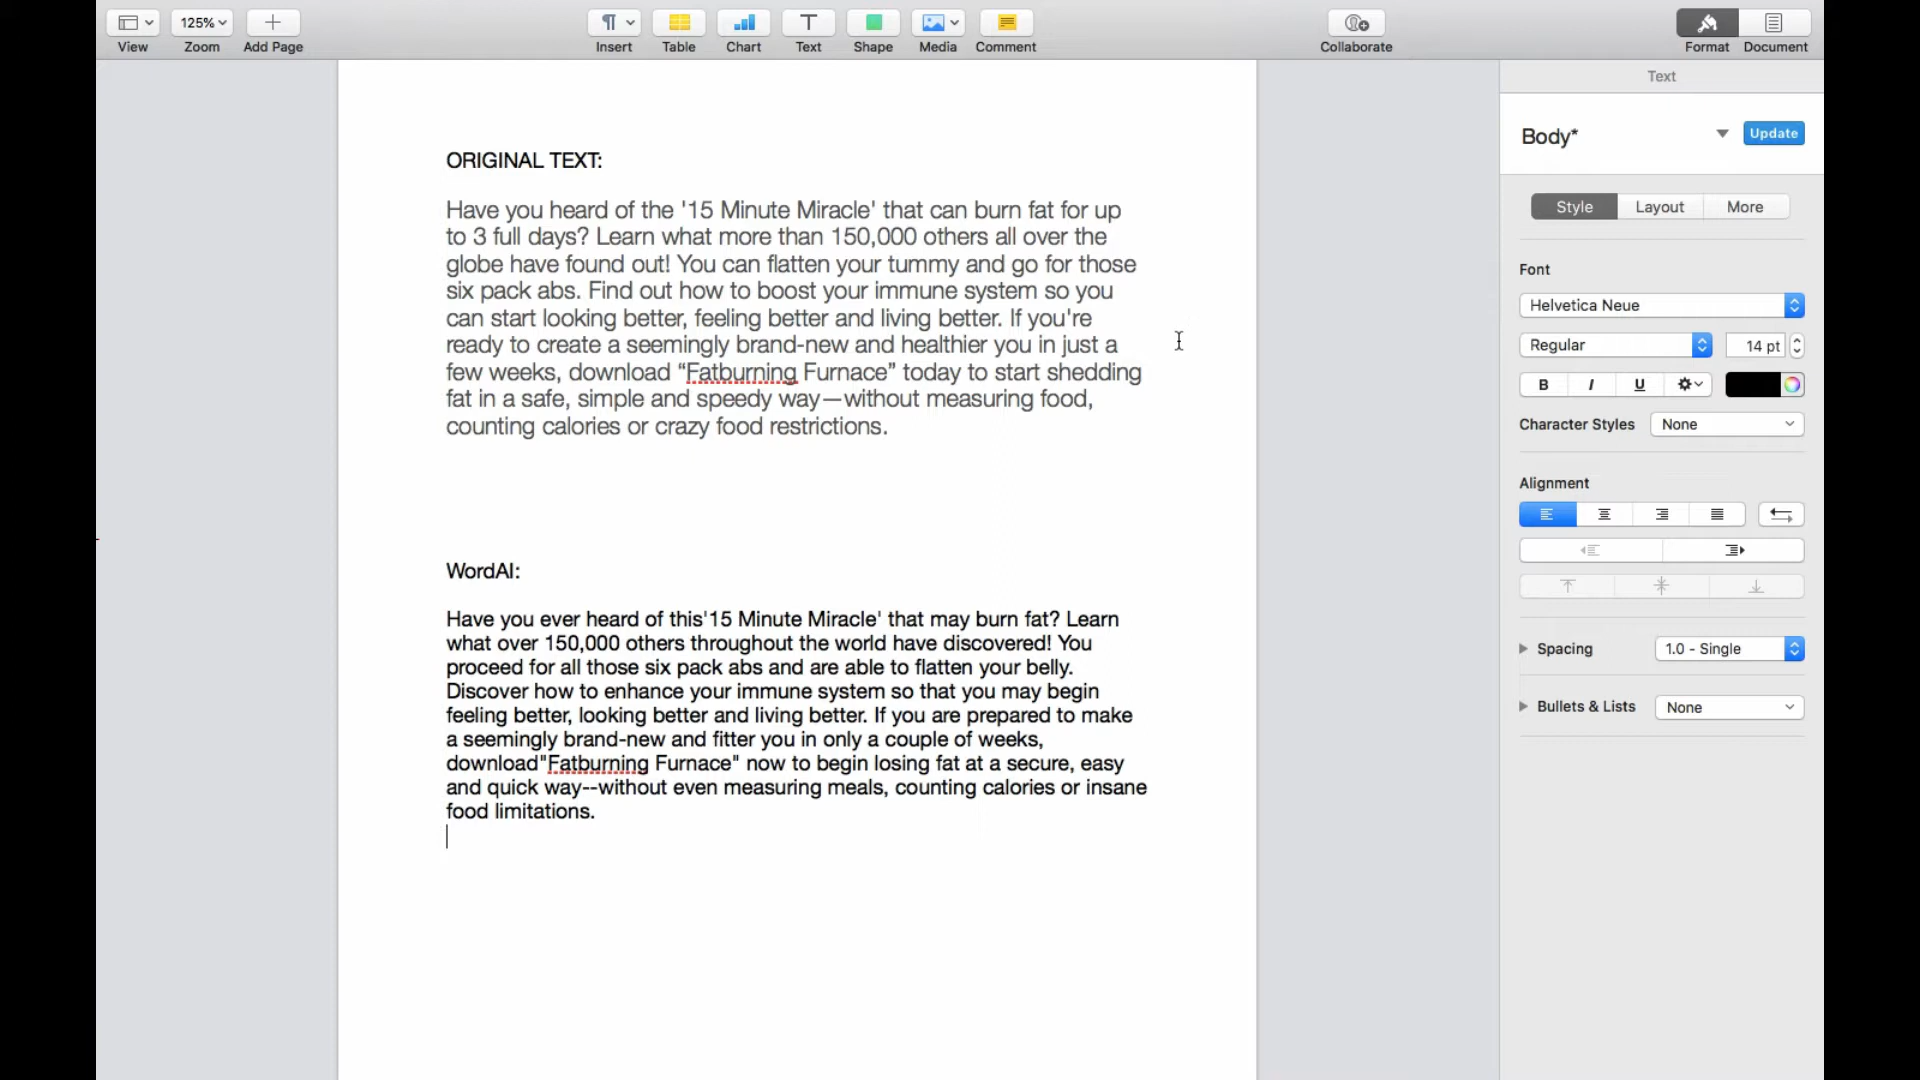 125%
View
Zoom
Add Page
Insert
Table
Chart
Text
Shape
Media
Comment
Collaborate
Format
Document
Text
Body*
Update
Style
Layout
More
Font
Helvetica Neue
Regular
14 pt
B I U
Character Styles
None
Alignment
Spacing
1.0 - Single
Bullets & Lists
None
ORIGINAL TEXT:
Have you heard of the '15 Minute Miracle' that can burn fat for up
to 3 full days? Learn what more than 150,000 others all over the
globe have found out! You can flatten your tummy and go for those
six pack abs. Find out how to boost your immune system so you
can start looking better, feeling better and living better. If you're
ready to create a seemingly brand-new and healthier you in just a
few weeks, download “Fatburning Furnace” today to start shedding
fat in a safe, simple and speedy way—without measuring food,
counting calories or crazy food restrictions.
WordAI:
Have you ever heard of this'15 Minute Miracle' that may burn fat? Learn
what over 150,000 others throughout the world have discovered! You
proceed for all those six pack abs and are able to flatten your belly.
Discover how to enhance your immune system so that you may begin
feeling better, looking better and living better. If you are prepared to make
a seemingly brand-new and fitter you in only a couple of weeks,
download"Fatburning Furnace" now to begin losing fat at a secure, easy
and quick way--without even measuring meals, counting calories or insane
food limitations.